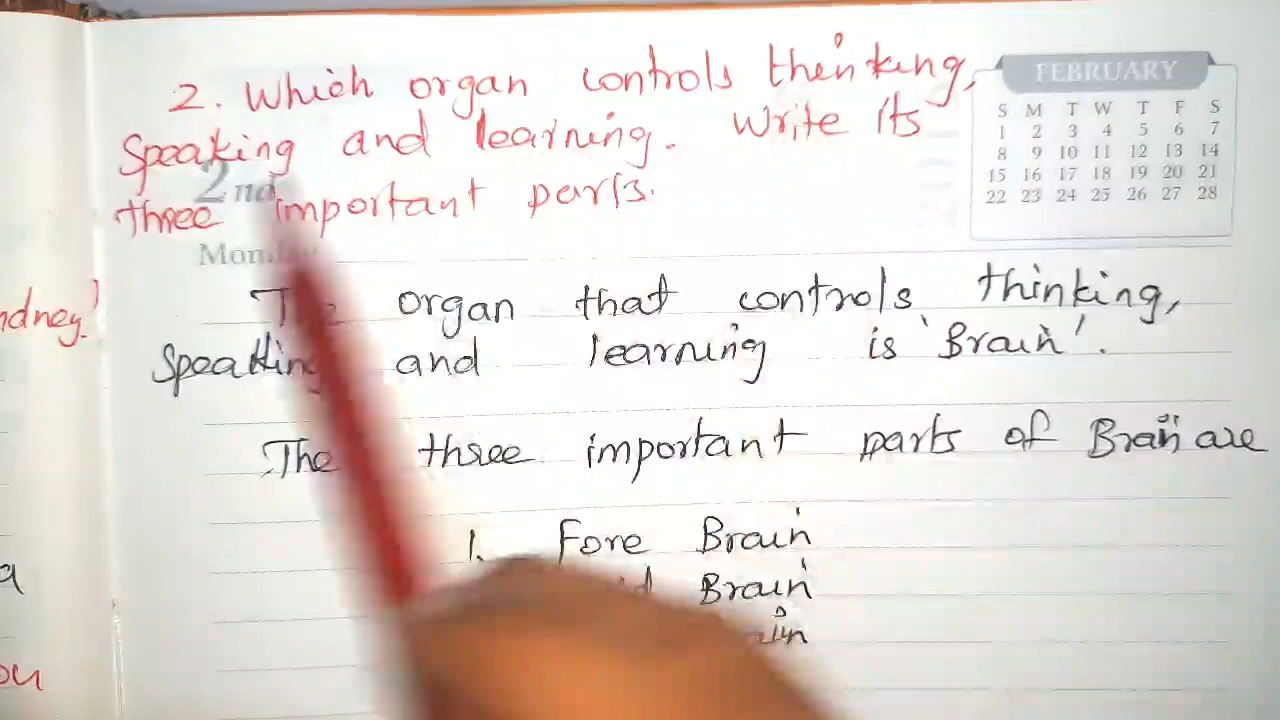 2. Which organ controls thinking,
Speaking and learning. Write its
three important parts.
FEBRUARY
S M T W T F S
1 2 3 4 5 6 7
8 9 10 11 12 13 14
15 16 17 18 19 20 21
22 23 24 25 26 27 28
2nd
organ that controls thinking,
Speaking and learning is 'Brain'.
The three important parts of Brain are
1. Fore Brain
Brain